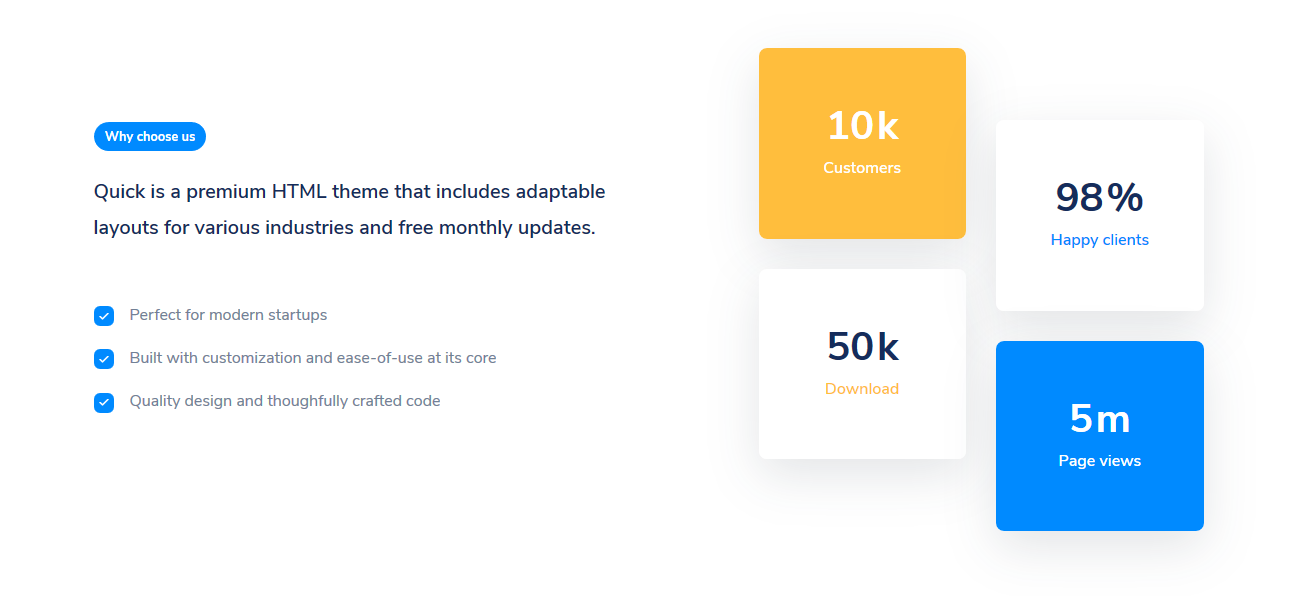 Why choose us
Quick is a premium HTML theme that includes adaptable
layouts for various industries and free monthly updates.
Perfect for modern startups
Built with customization and ease-of-use at its core
Quality design and thoughfully crafted code
10k
Customers
98%
Happy clients
50k
Download
5m
Page views